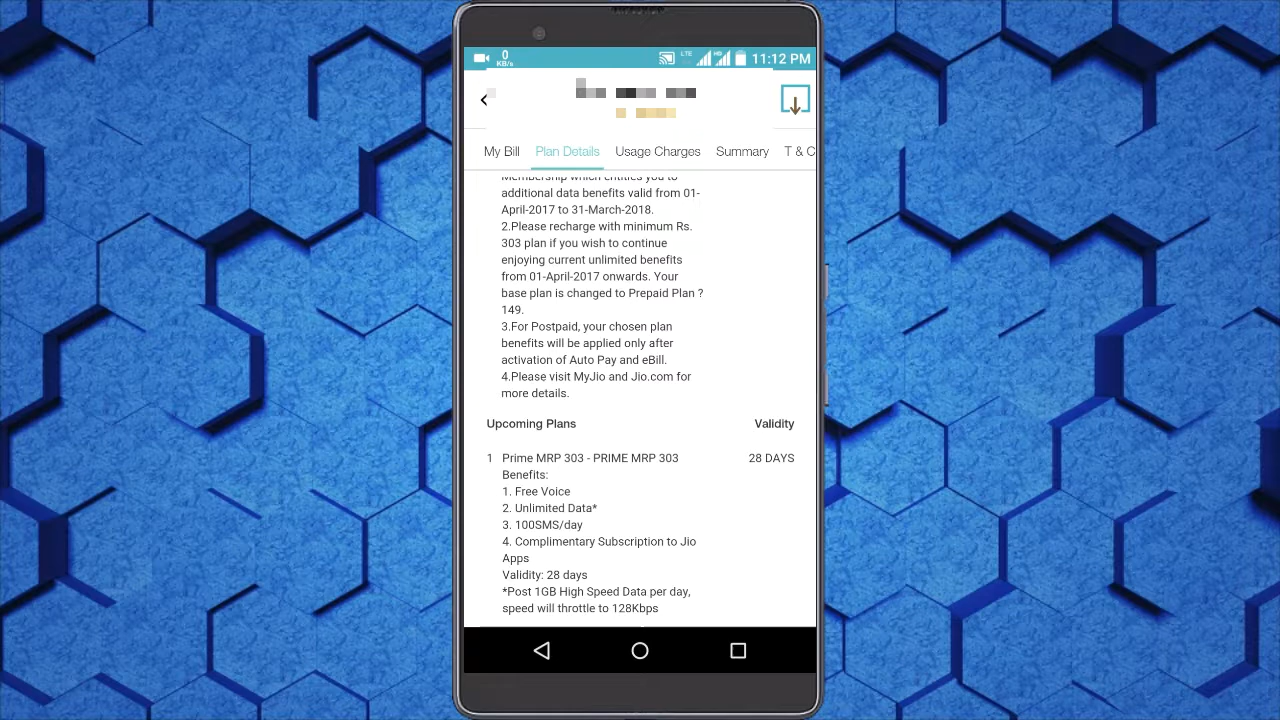 0
KB/s
LTE
11:12 PM
My Bill
Plan Details
Usage Charges
Summary
T & C
Membership which entitles you to
additional data benefits valid from 01-
April-2017 to 31-March-2018.
2.Please recharge with minimum Rs.
303 plan if you wish to continue
enjoying current unlimited benefits
from 01-April-2017 onwards. Your
base plan is changed to Prepaid Plan ?
149.
3.For Postpaid, your chosen plan
benefits will be applied only after
activation of Auto Pay and eBill.
4.Please visit MyJio and Jio.com for
more details.
Upcoming Plans
Validity
1 Prime MRP 303 - PRIME MRP 303
28 DAYS
Benefits:
1. Free Voice
2. Unlimited Data*
3. 100SMS/day
4. Complimentary Subscription to Jio
Apps
Validity: 28 days
*Post 1GB High Speed Data per day,
speed will throttle to 128Kbps